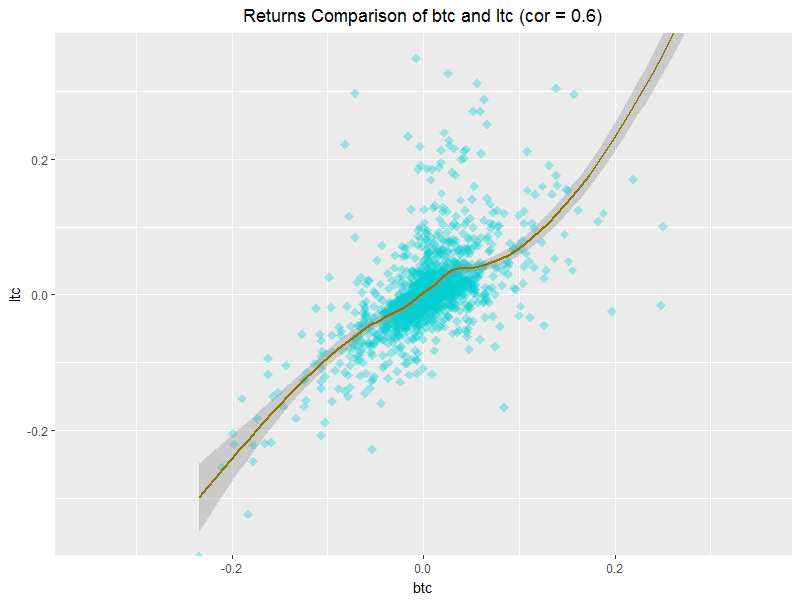 Returns Comparison of btc and ltc (cor = 0.6)
ltc
0.2
0.0
-0.2
-0.2
0.0
0.2
btc